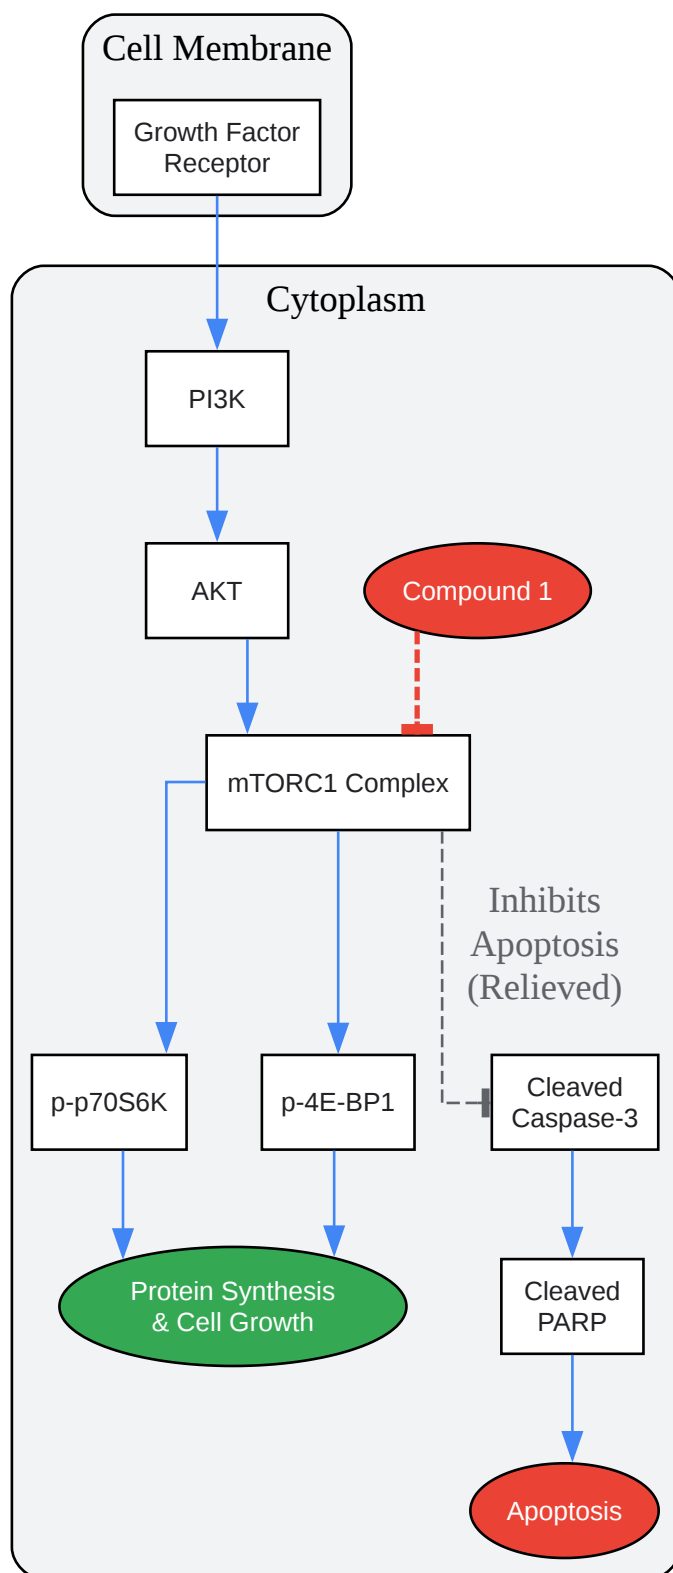 Cell Membrane
Growth Factor
Receptor
Cytoplasm
PI3K
AKT
Compound 1
mTORC1 Complex
Inhibits
Apoptosis
(Relieved)
p-p70S6K
p-4E-BP1
Cleaved
Caspase-3
Protein Synthesis
& Cell Growth
Cleaved
PARP
Apoptosis